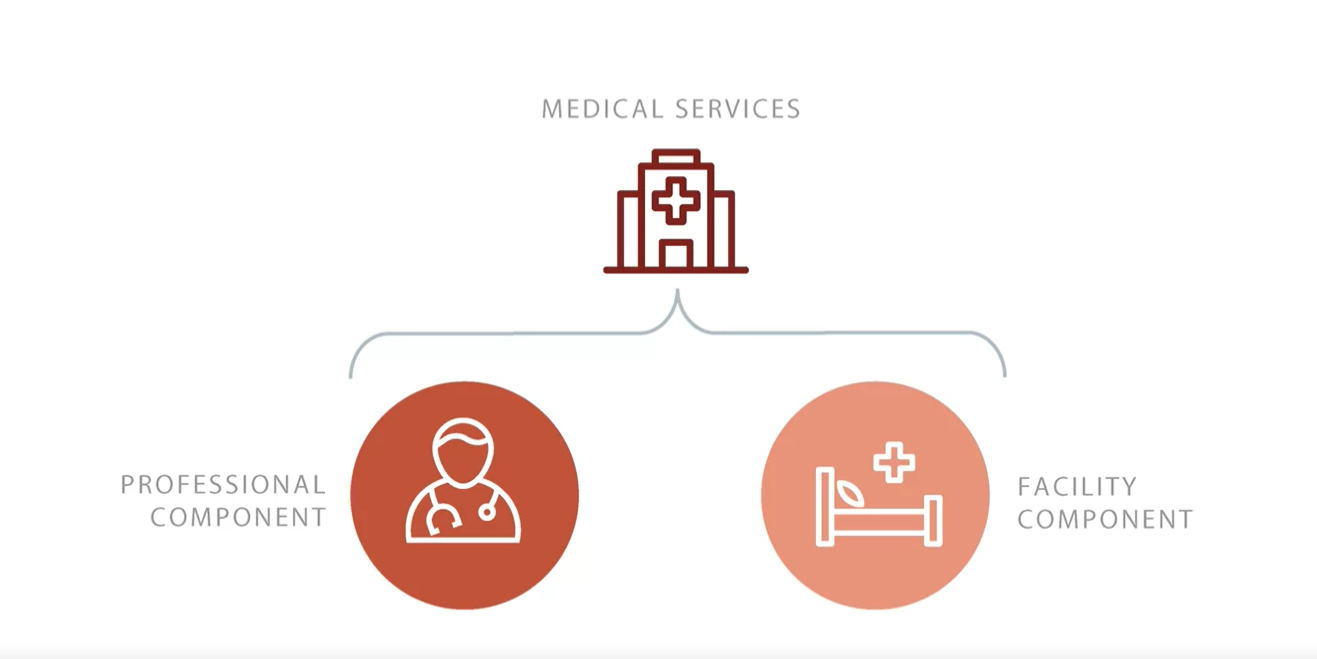 MEDICAL SERVICES
PROFESSIONAL
COMPONENT
FACILITY
COMPONENT